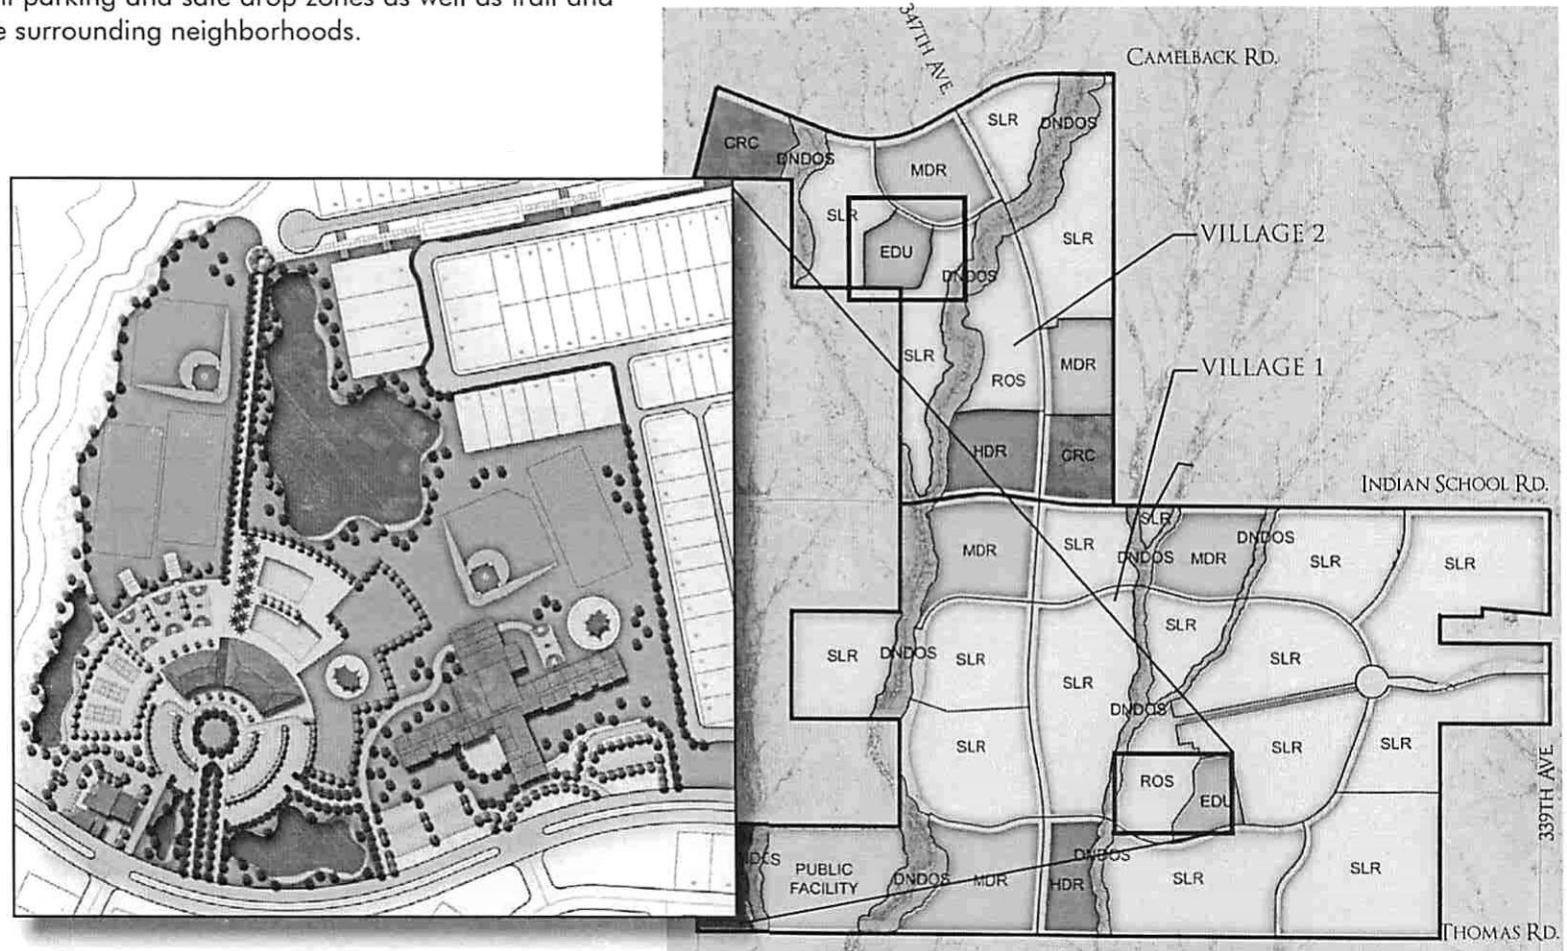 parking and safe drop zones as well as trail and
surrounding neighborhoods.
347TH AVE.
CAMELBACK RD.
SLR
DNDOS
CRC
DNDOS
MDR
SLR
EDU
SLR
VILLAGE 2
DNDOS
SLR
ROS
MDR
VILLAGE 1
HDR
CRC
INDIAN SCHOOL RD.
MDR
SLR
SLR
DNDOS
MDR
DNDOS
SLR
SLR
SLR
SLR
DNDOS
SLR
SLR
SLR
DNDOS
SLR
SLR
SLR
ROS
EDU
339TH AVE.
PUBLIC
FACILITY
DNDOS
MDR
HDR
DNDOS
SLR
SLR
THOMAS RD.